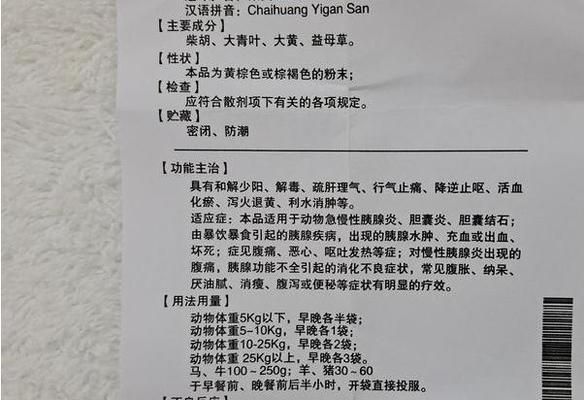 汉语拼音：Chaihuang Yigan San
【主要成分】
柴胡、大青叶、大黄、益母草。
【性状】
本品为黄棕色或棕褐色的粉末；
【检查】
应符合散剂项下有关的各项规定。
【贮藏】
密闭、防潮
【功能主治】
具有和解少阳、解毒、疏肝理气、行气止痛、降逆止呕、活血
化瘀、泻火退黄、利水消肿等。
适应症：本品适用于动物急慢性胰腺炎、胆囊炎、胆囊结石；
由暴饮暴食引起的胰腺疾病，出现的胰腺水肿、充血或出血、
坏死；症见腹痛、恶心、呕吐发热等症；对慢性胰腺炎出现的
腹痛，胰腺功能不全引起的消化不良症状，常见腹胀、纳呆、
厌油腻、消瘦、腹泻或便秘等症状有明显的疗效。
【用法用量】
动物体重5Kg以下，早晚各半袋；
动物体重5-10Kg，早晚各1袋；
动物体重10-25Kg，早晚各2袋；
动物体重 25Kg以上，早晚各3袋。
马、牛100～250g；羊、猪30～60
于早餐前、晚餐前后半小时，开袋直接投服。